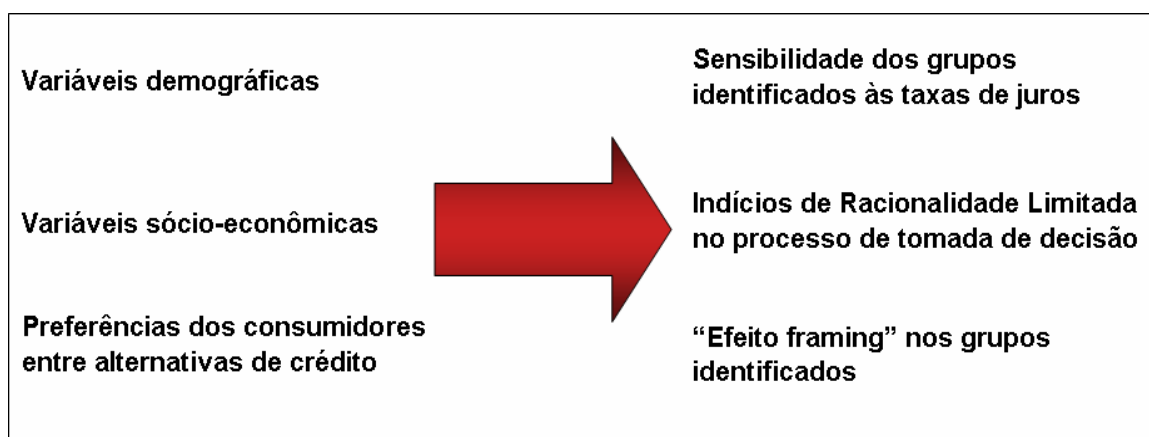 Variáveis demográficas
Variáveis sócio-econômicas
Preferências dos consumidores
entre alternativas de crédito
Sensibilidade dos grupos
identificados às taxas de juros
Indícios de Racionalidade Limitada
no processo de tomada de decisão
“Efeito framing” nos grupos
identificados